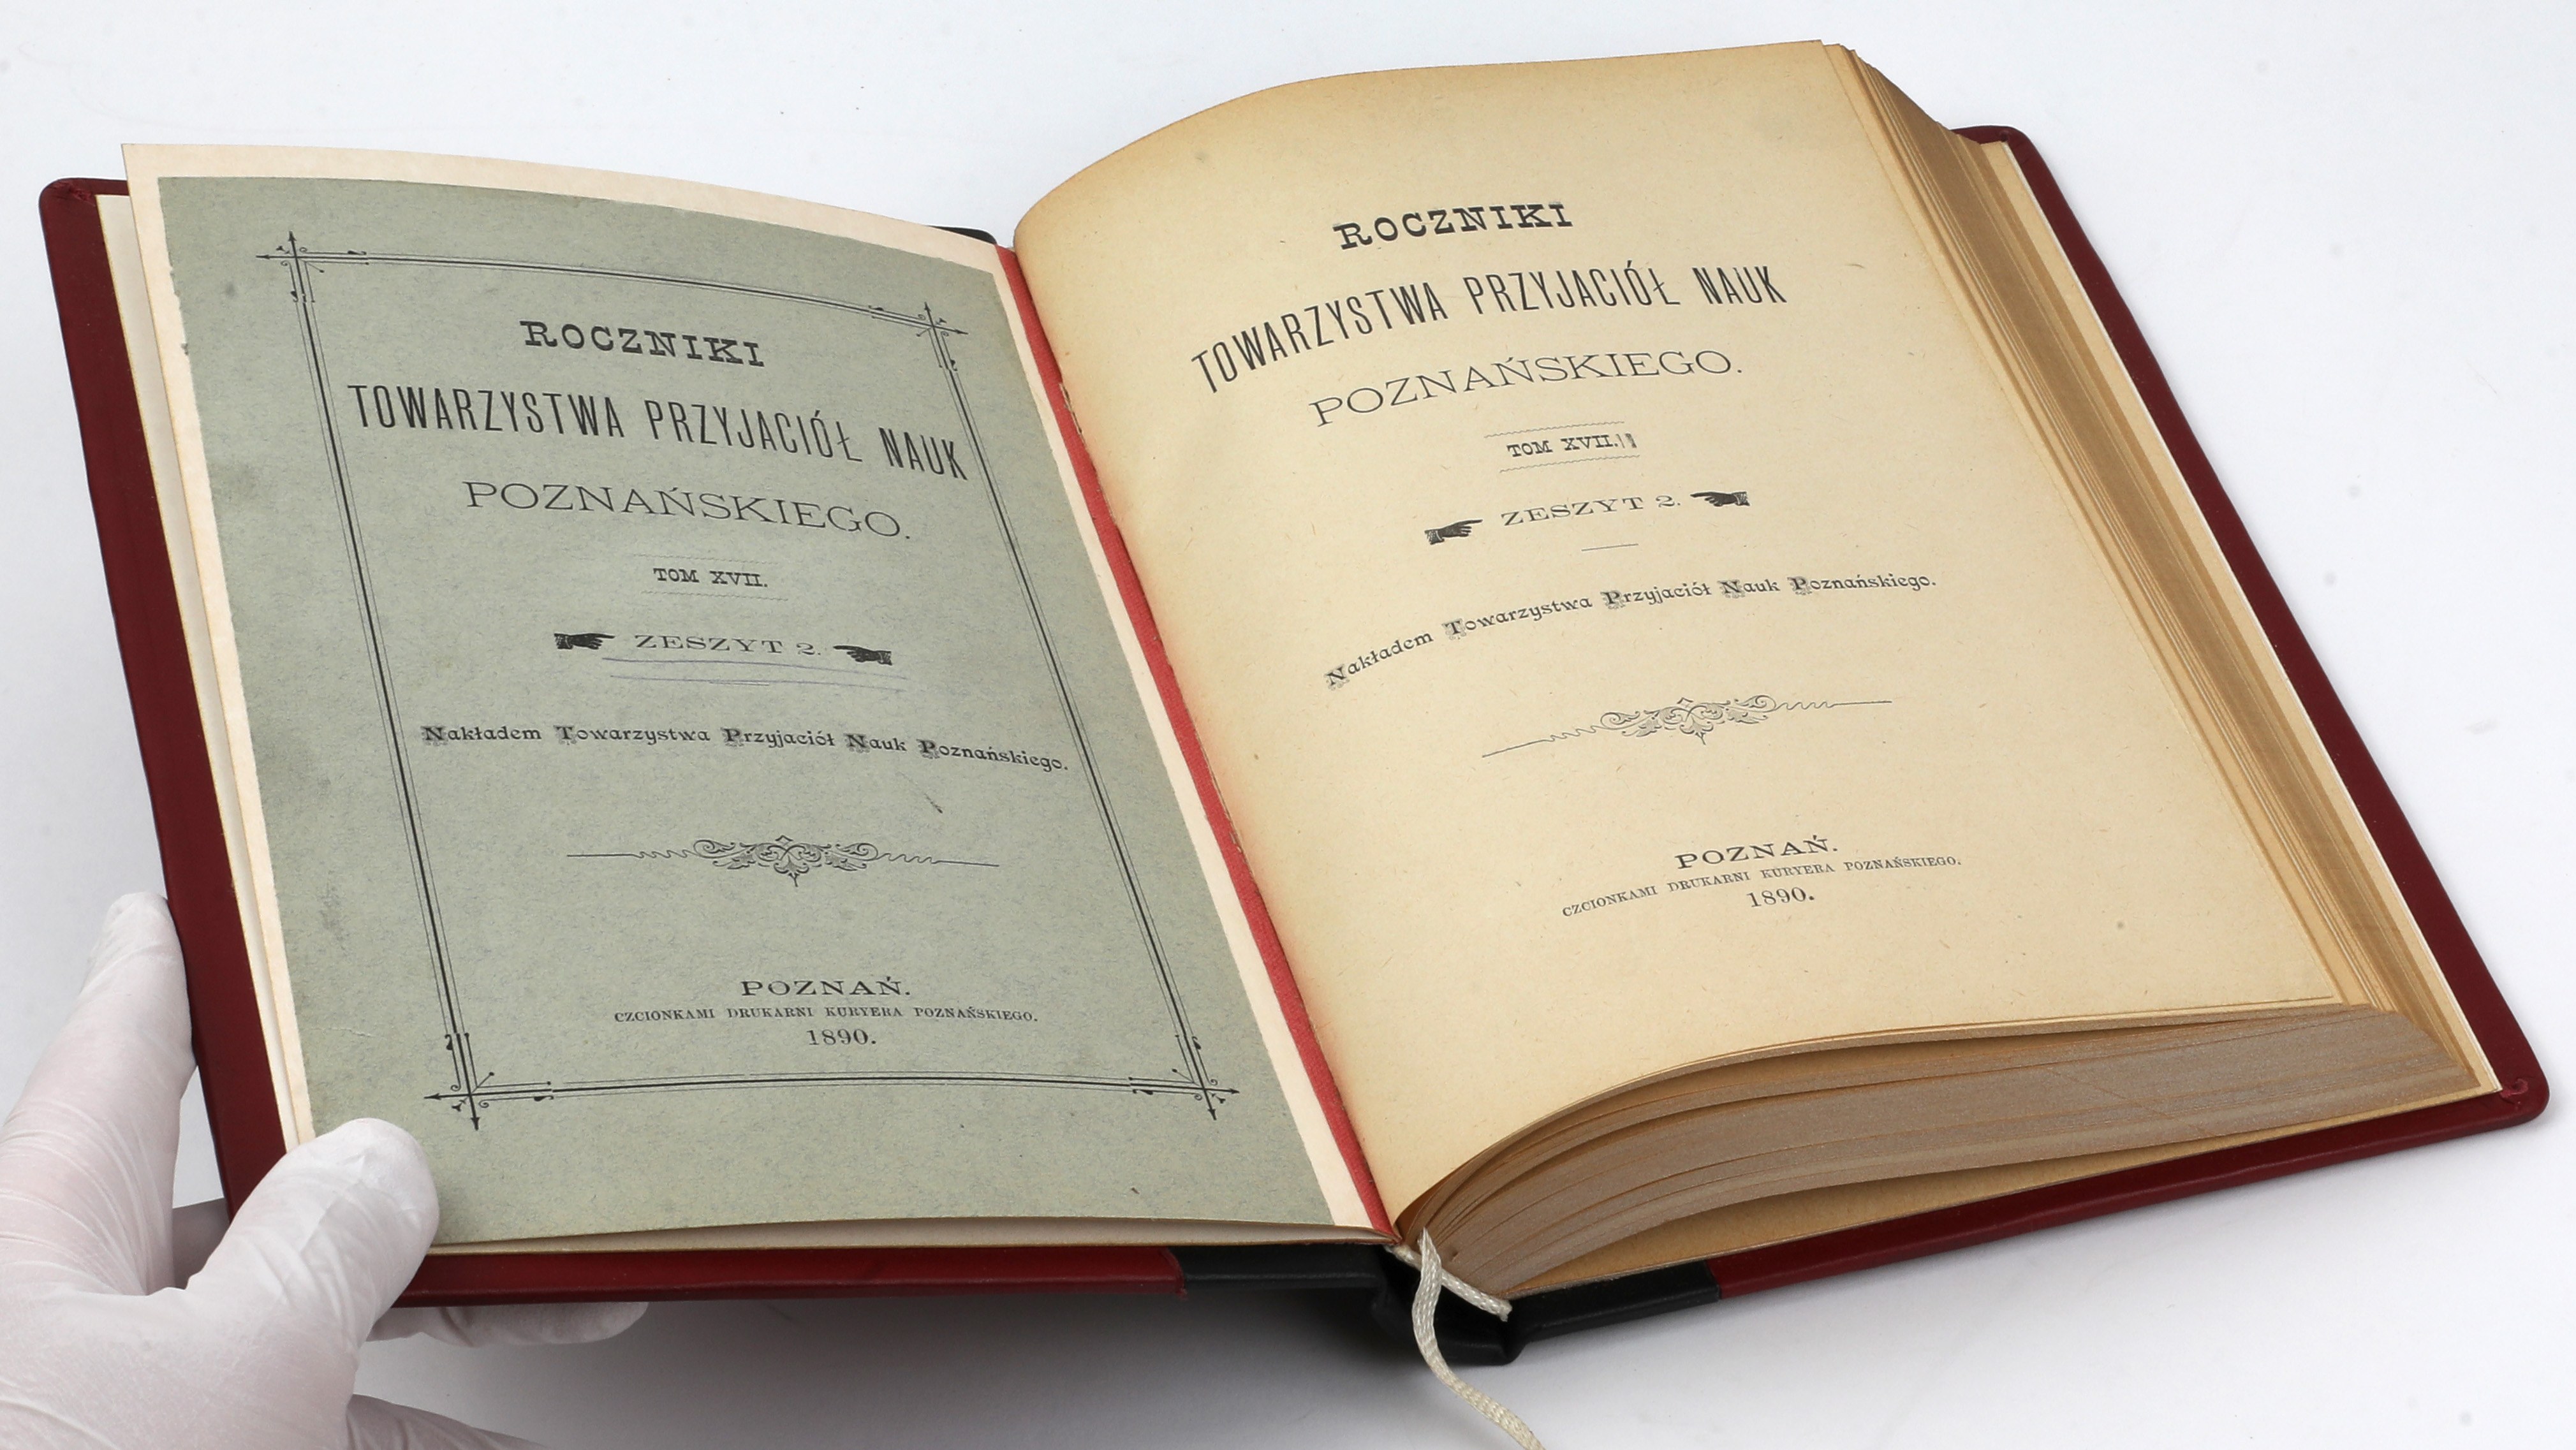 ROCZNIKI
TOWARZYSTWA PRZYJACIÓŁ NAUK
POZNAŃSKIEGO.
TOM XVII.
ZESZYT 2.
Nakładem Towarzystwa Przyjaciół Nauk Poznańskiego.
POZNAŃ.
CZCIONKAMI DRUKARNI KURYERA POZNAŃSKIEGO.
1890.
ROCZNIKI
TOWARZYSTWA PRZYJACIÓŁ NAUK
POZNAŃSKIEGO.
TOM XVII.
ZESZYT 2.
Nakładem Towarzystwa Przyjaciół Nauk Poznańskiego.
POZNAŃ.
CZCIONKAMI DRUKARNI KURYERA POZNAŃSKIEGO.
1890.